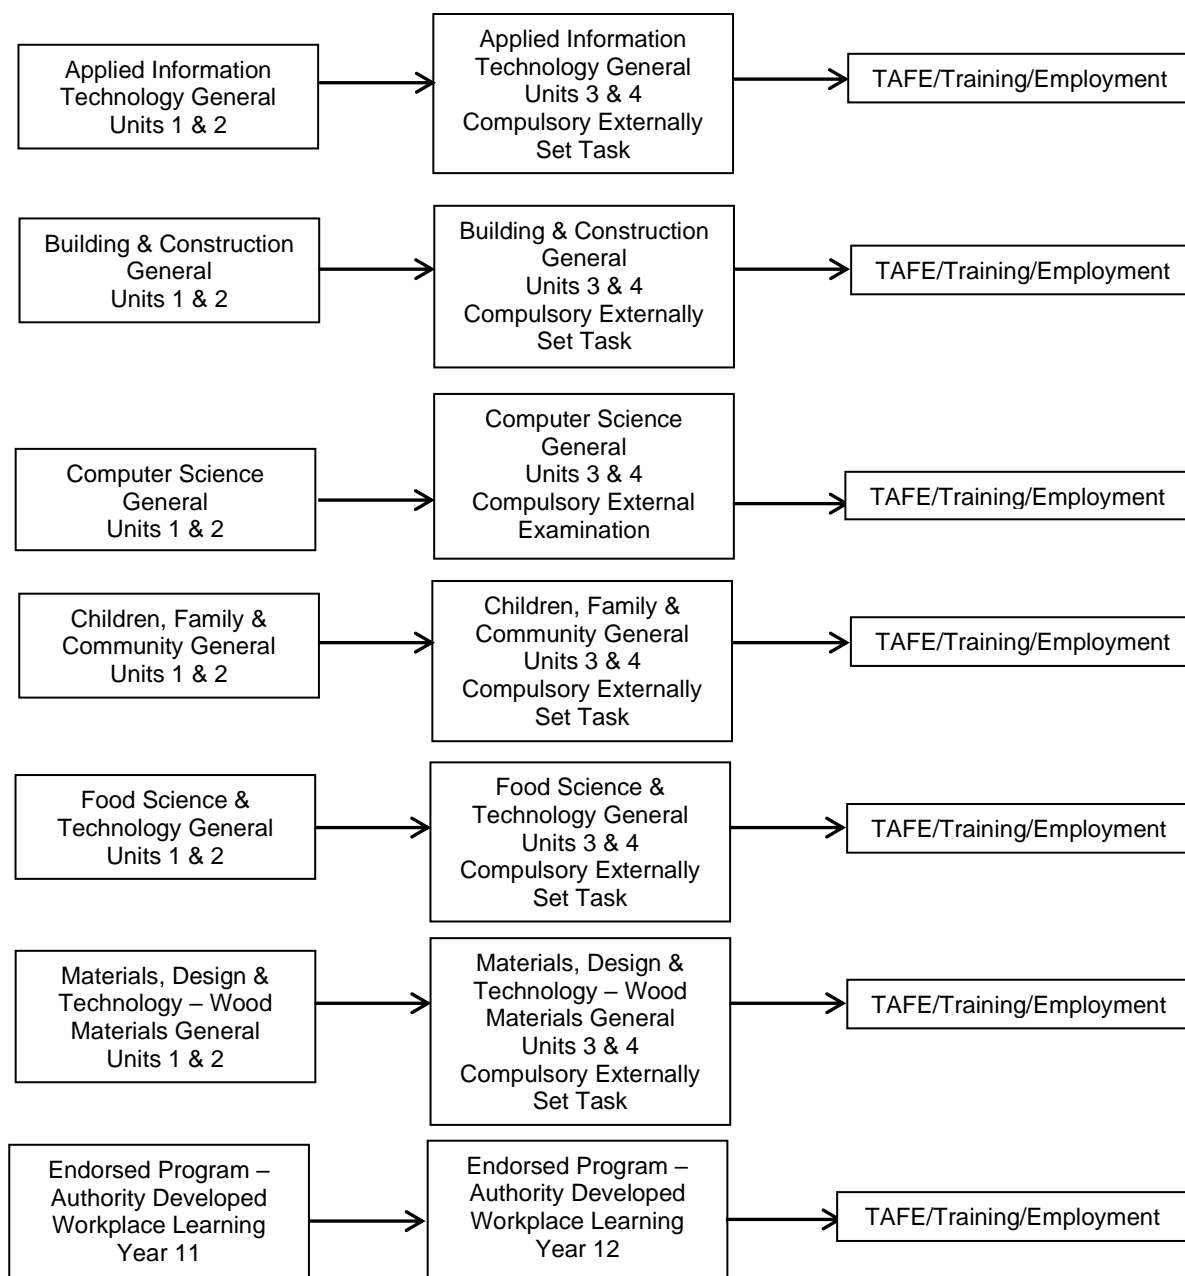 Applied Information
Technology General
Units 1 & 2
Applied Information
Technology General
Units 3 & 4
Compulsory Externally
Set Task
TAFE/Training/Employment
Building & Construction
General
Units 1 & 2
Building & Construction
General
Units 3 & 4
Compulsory Externally
Set Task
TAFE/Training/Employment
Computer Science
General
Units 1 & 2
Computer Science
General
Units 3 & 4
Compulsory External
Examination
TAFE/Training/Employment
Children, Family &
Community General
Units 1 & 2
Children, Family &
Community General
Units 3 & 4
Compulsory Externally
Set Task
TAFE/Training/Employment
Food Science &
Technology General
Units 1 & 2
Food Science &
Technology General
Units 3 & 4
Compulsory Externally
Set Task
TAFE/Training/Employment
Materials, Design &
Technology – Wood
Materials General
Units 1 & 2
Materials, Design &
Technology – Wood
Materials General
Units 3 & 4
Compulsory Externally
Set Task
TAFE/Training/Employment
Endorsed Program –
Authority Developed
Workplace Learning
Year 11
Endorsed Program –
Authority Developed
Workplace Learning
Year 12
TAFE/Training/Employment